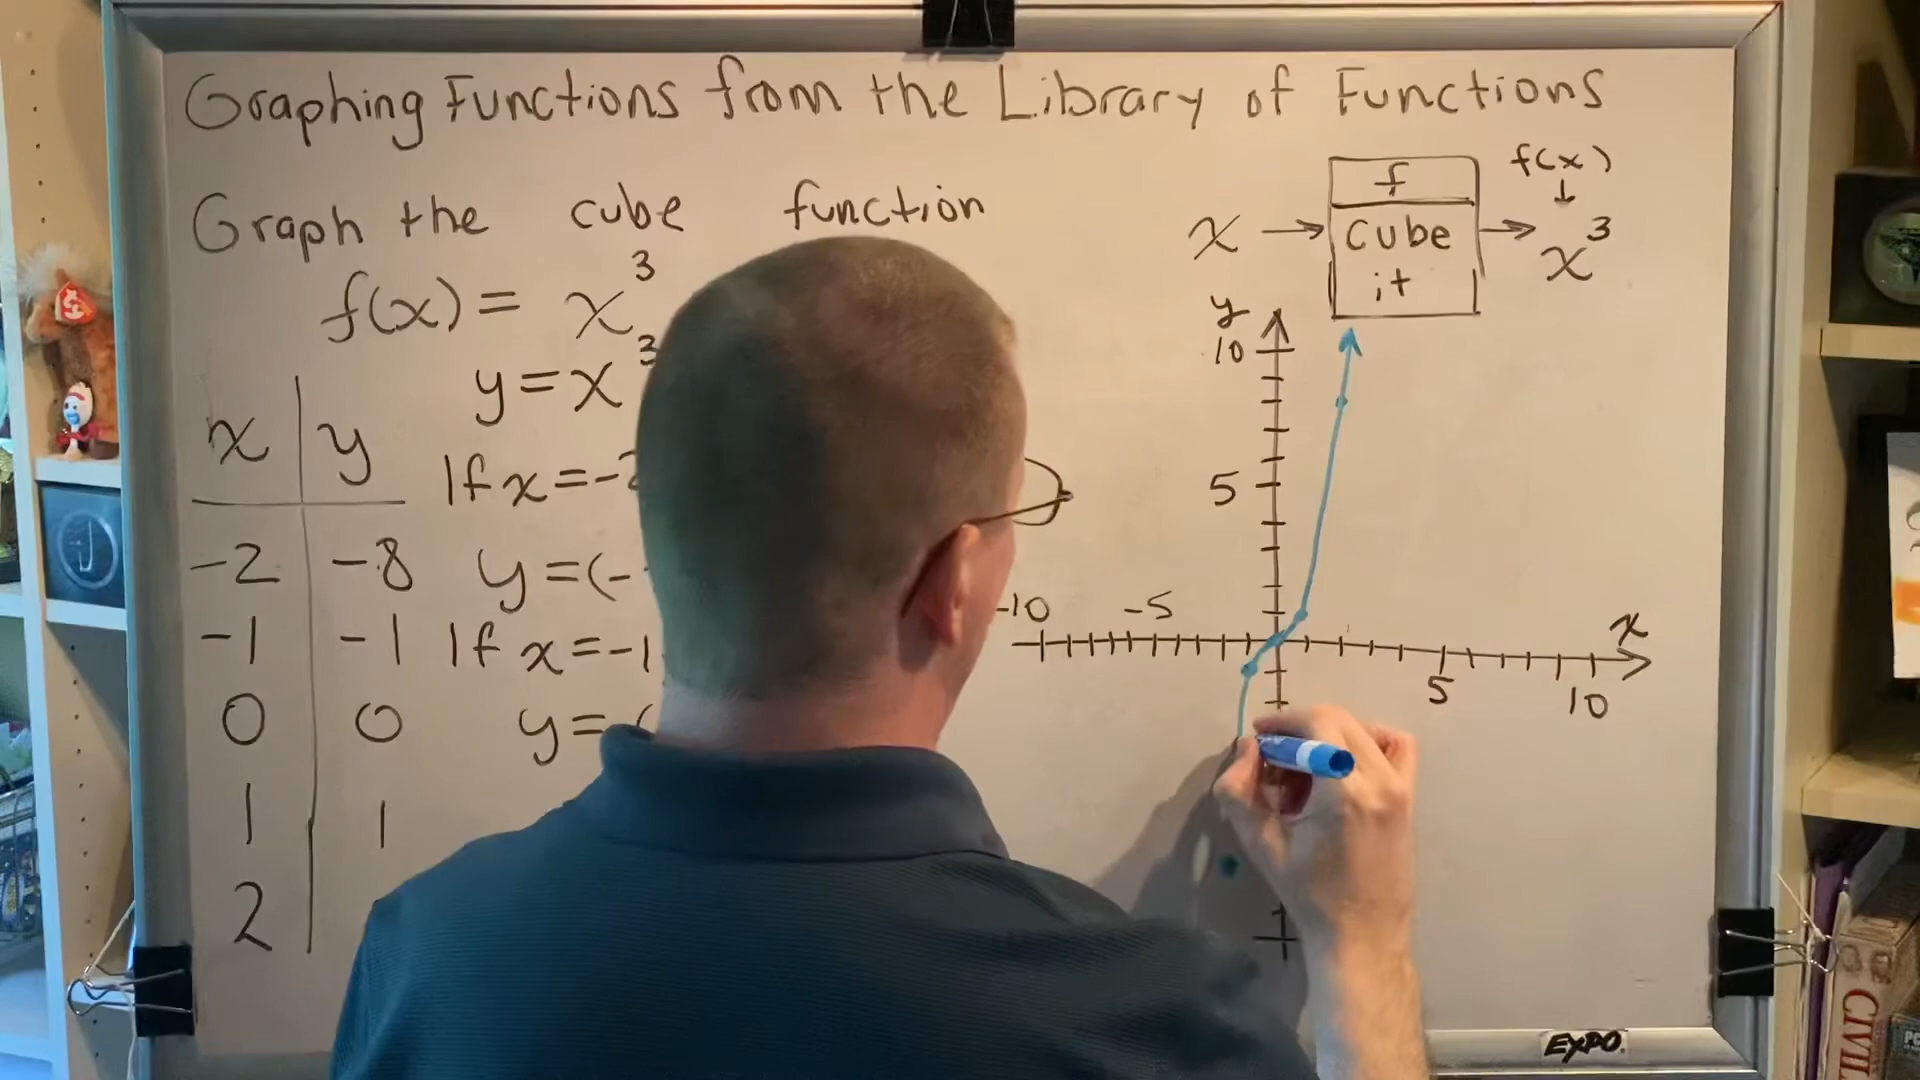 Graphing Functions from the Library of Functions
Graph the cube function
f(x) = x³
y=x³
x y
-2 -8
-1 -1
0 0
1 1
2
If x=-2
y=(-
If x=-1
y=(
x → f cube it → x³
f(x)
↓
y
10
5
-10 -5
5 10
x
EXPO
CIVIL